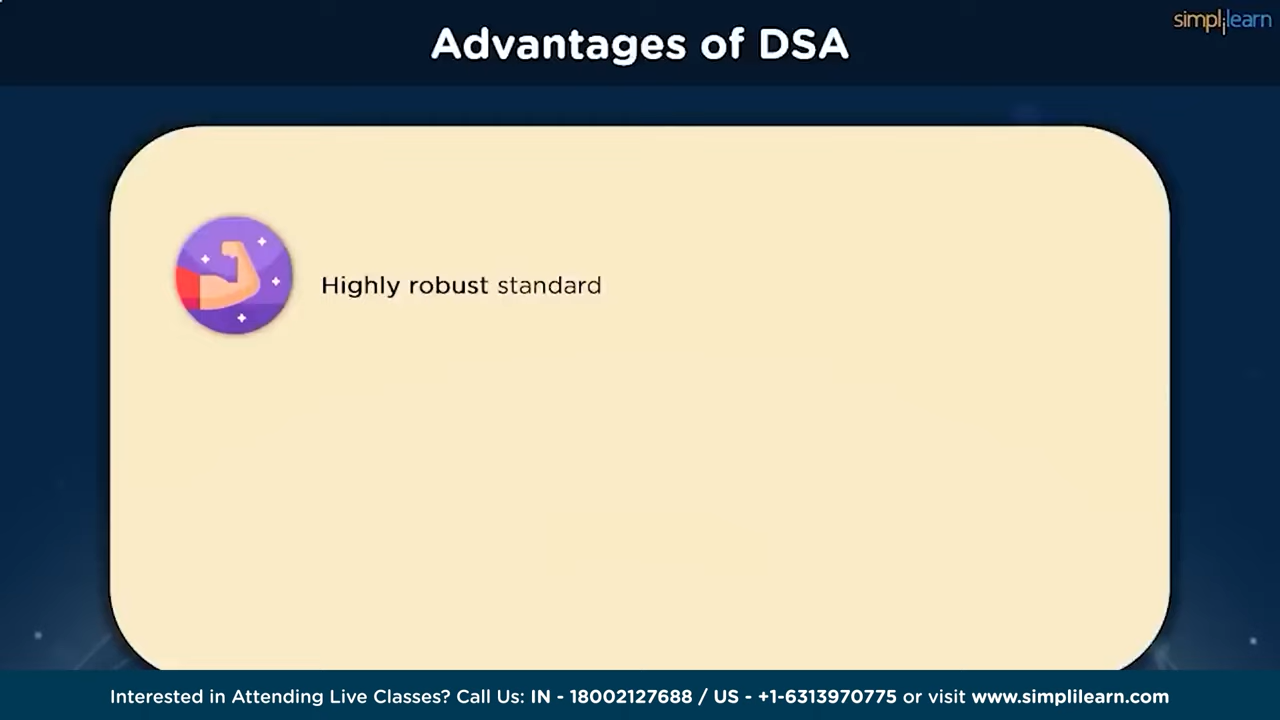 simplilearn
Advantages of DSA
Highly robust standard
Interested in Attending Live Classes? Call Us: IN - 18002127688 / US - +1-6313970775 or visit www.simplilearn.com